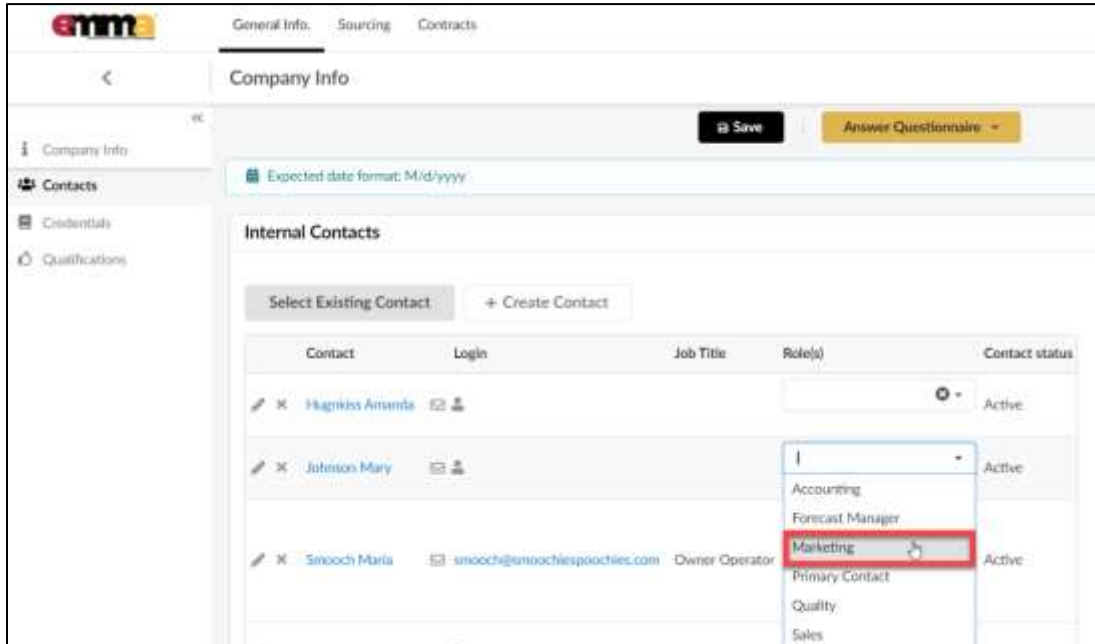 emma
General Info. Sourcing Contracts
Company Info
Save Answer Questionnaire
Company Info
Contacts
Credentials
Qualifications
Expected date format: M/d/yyyy
Internal Contacts
Select Existing Contact + Create Contact
Contact Login Job Title Role(s) Contact status
Hugnkiss Amanda Active
Johnson Mary Active
Accounting
Forecast Manager
Marketing
Smooch Maria smooch@smoochiespoochies.com Owner Operator Active
Primary Contact
Quality
Sales